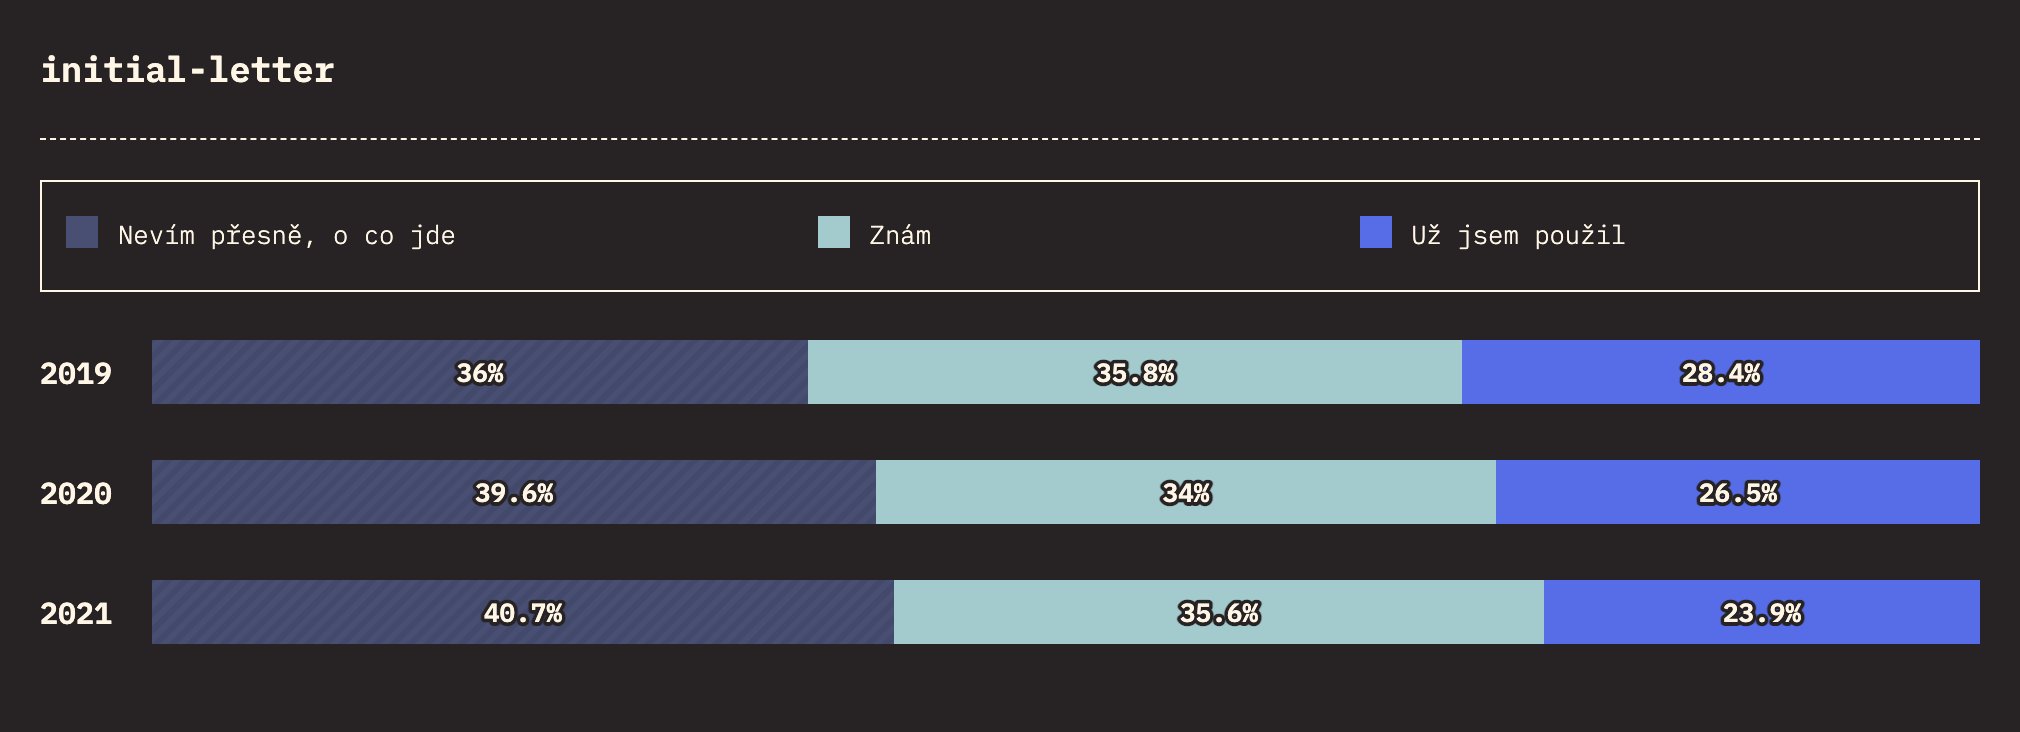 initial-letter
Nevím přesně, o co jde Znám Už jsem použil
2019 36% 35.8% 28.4%
2020 39.6% 34% 26.5%
2021 40.7% 35.6% 23.9%